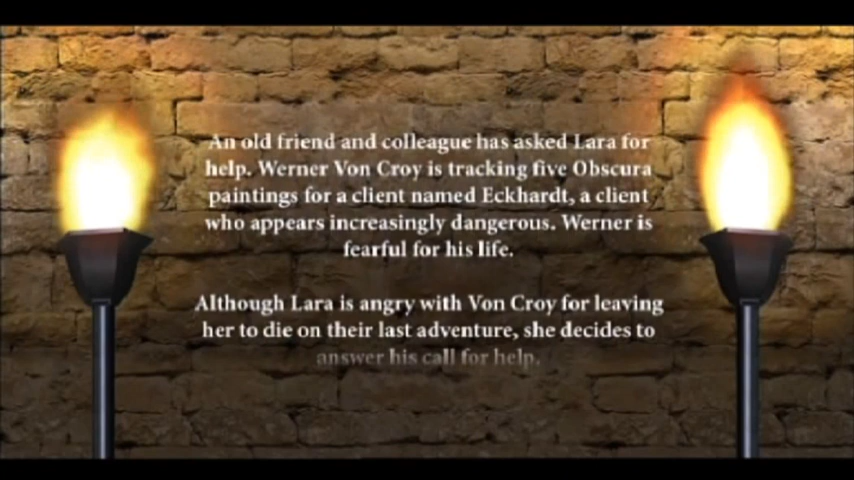 An old friend and colleague has asked Lara for
help. Werner Von Croy is tracking five Obscura
paintings for a client named Eckhardt, a client
who appears increasingly dangerous. Werner is
fearful for his life.
Although Lara is angry with Von Croy for leaving
her to die on their last adventure, she decides to
answer his call for help.